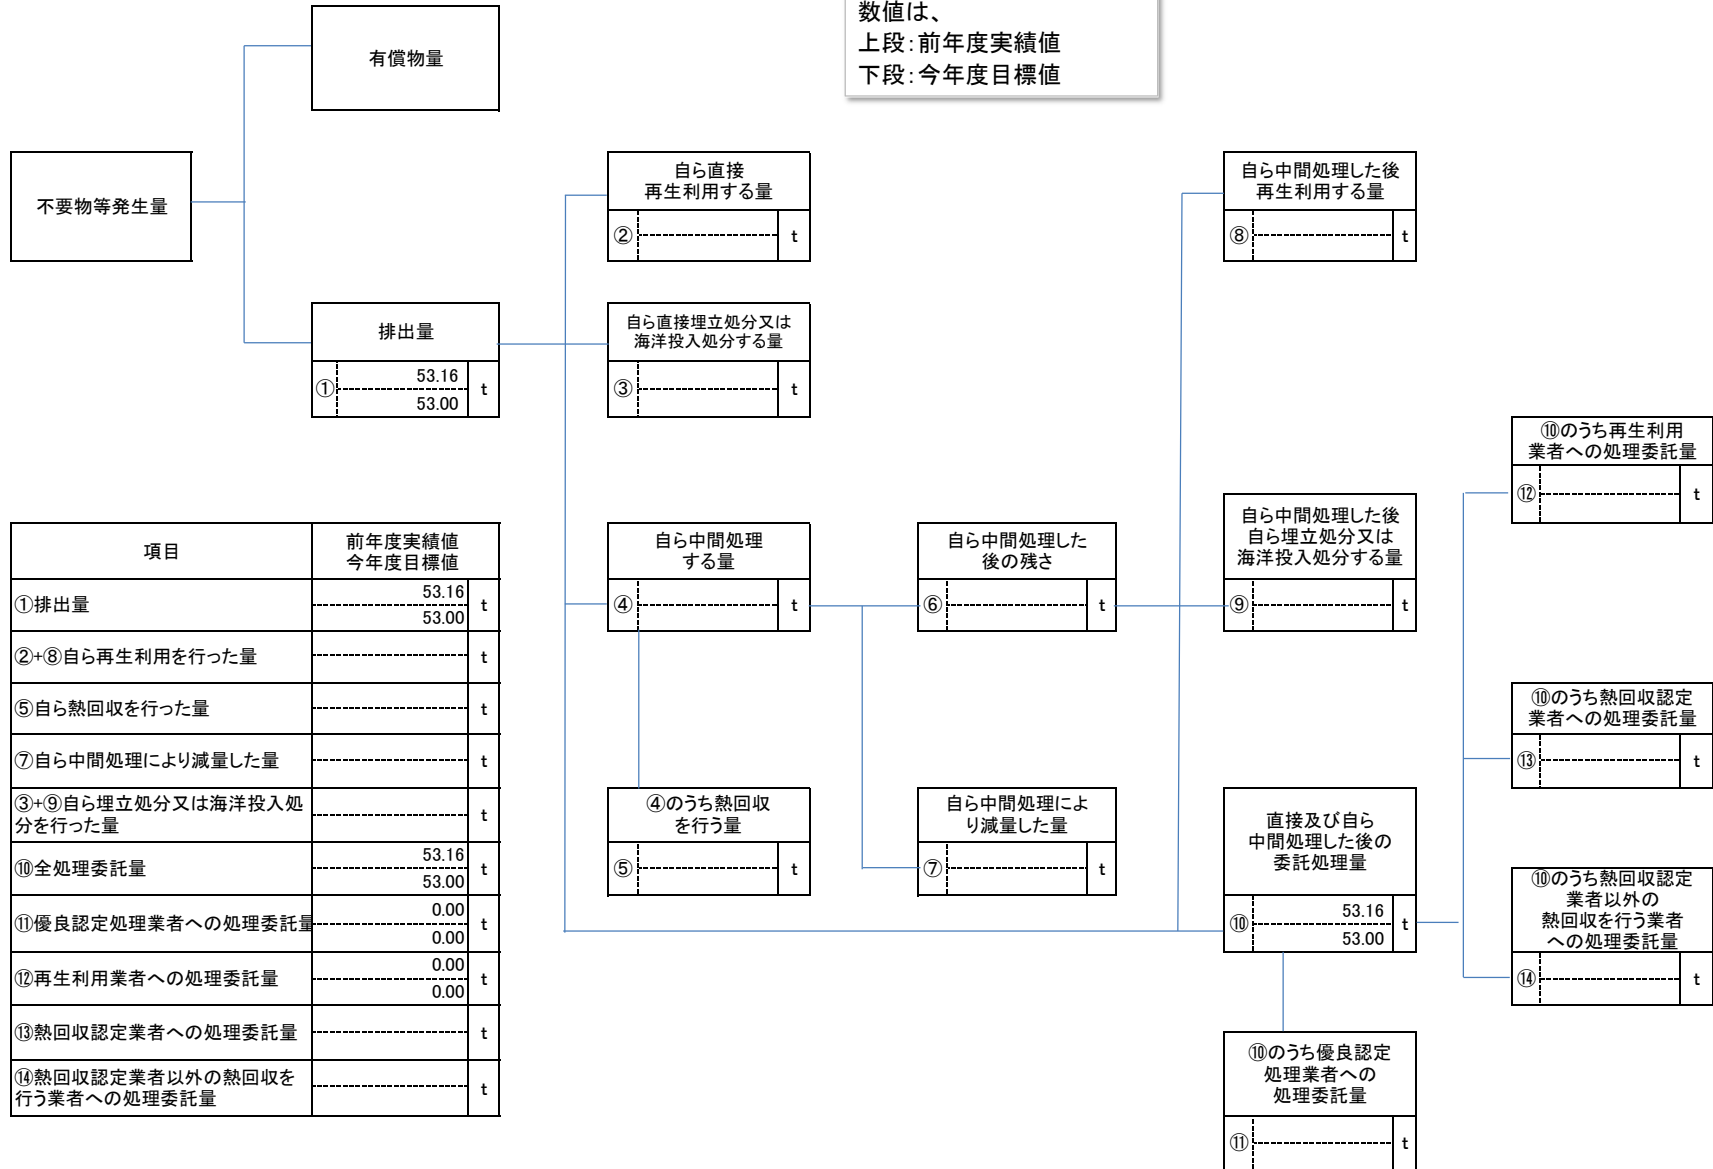 数値は、
上段：前年度実績値
下段：今年度目標値
有償物量
不要物等発生量
自ら直接
再生利用する量
② t
自ら中間処理した後
再生利用する量
⑧ t
排出量
① 53.16 t
53.00
自ら直接埋立処分又は
海洋投入処分する量
③ t
⑩のうち再生利用
業者への処理委託量
⑫ t
自ら中間処理
する量
④ t
自ら中間処理した
後の残さ
⑥ t
自ら中間処理した後
自ら埋立処分又は
海洋投入処分する量
⑨ t
⑩のうち熱回収認定
業者への処理委託量
⑬ t
④のうち熱回収
を行う量
⑤ t
自ら中間処理によ
り減量した量
⑦ t
直接及び自ら
中間処理した後の
委託処理量
⑩ 53.16 t
53.00
⑩のうち熱回収認定
業者以外の
熱回収を行う業者
への処理委託量
⑭ t
⑩のうち優良認定
処理業者への
処理委託量
⑪ t
項目 前年度実績値
今年度目標値
①排出量 53.16 t
53.00
②+⑧自ら再生利用を行った量 t
⑤自ら熱回収を行った量 t
⑦自ら中間処理により減量した量 t
③+⑨自ら埋立処分又は海洋投入処
分を行った量 t
⑩全処理委託量 53.16 t
53.00
⑪優良認定処理業者への処理委託量 0.00 t
0.00
⑫再生利用業者への処理委託量 0.00 t
0.00
⑬熱回収認定業者への処理委託量 t
⑭熱回収認定業者以外の熱回収を
行う業者への処理委託量 t